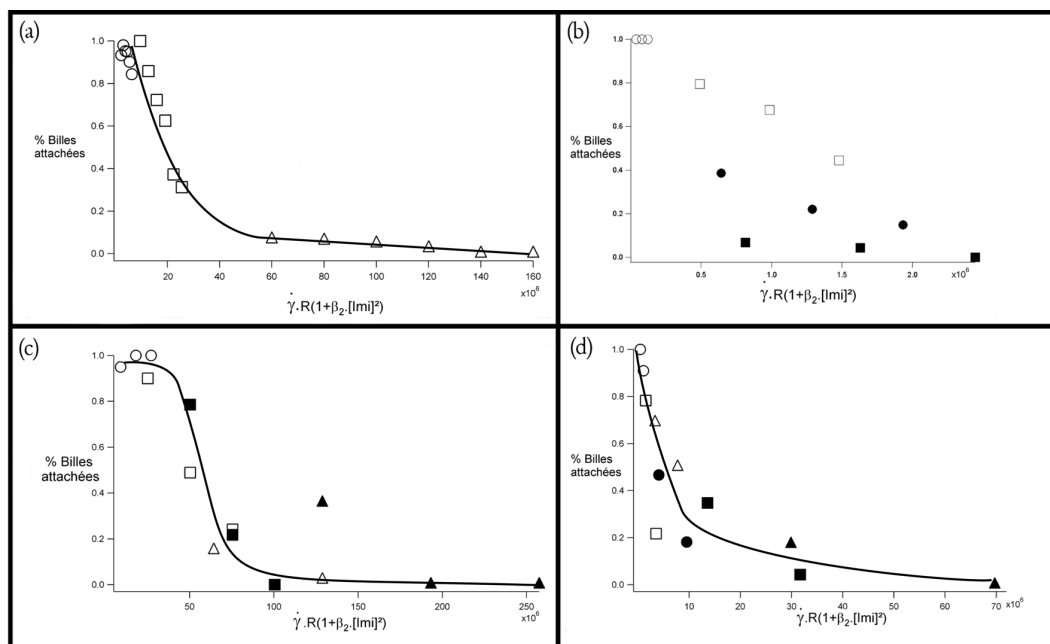 (a)
1.0
0.8
0.6
0.4
0.2
0.0
% Billes
attachées
20 40 60 80 100 120 140 160
x10⁶
γ̇.R(1+β₂.[Imi]²)
(b)
1.0
0.8
0.6
0.4
0.2
0.0
% Billes
attachées
0.5 1.0 1.5 2.0
x10⁶
γ̇.R(1+β₂.[Imi]²)
(c)
1.0
0.8
0.6
0.4
0.2
0.0
% Billes
attachées
50 100 150 200 250
x10⁶
γ̇.R(1+β₂.[Imi]²)
(d)
1.0
0.8
0.6
0.4
0.2
0.0
% Billes
attachées
10 20 30 40 50 60 70
x10⁶
γ̇.R(1+β₂.[Imi]²)